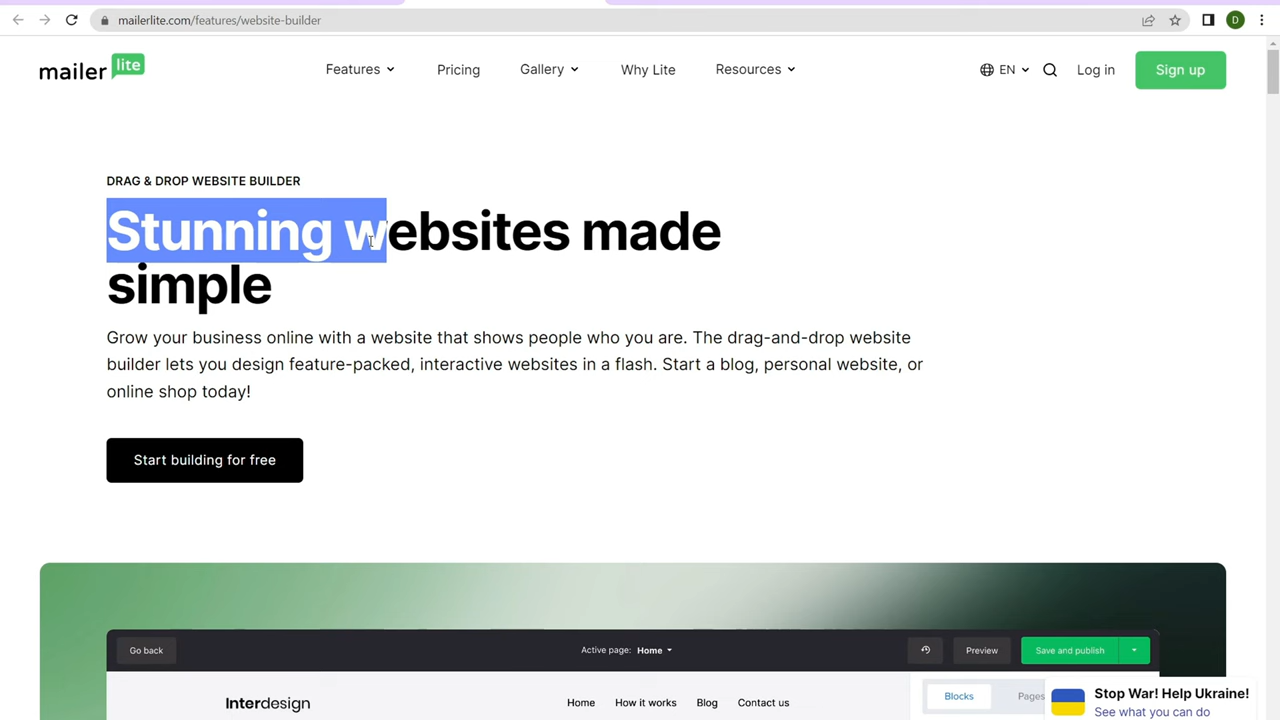 mailerlite.com/features/website-builder
D
mailer lite
Features
Pricing
Gallery
Why Lite
Resources
EN
Log in
Sign up
DRAG & DROP WEBSITE BUILDER
Stunning websites made
simple
Grow your business online with a website that shows people who you are. The drag-and-drop website
builder lets you design feature-packed, interactive websites in a flash. Start a blog, personal website, or
online shop today!
Start building for free
Go back
Active page: Home
Preview
Save and publish
Interdesign
Home
How it works
Blog
Contact us
Blocks
Pages
Stop War! Help Ukraine!
See what you can do